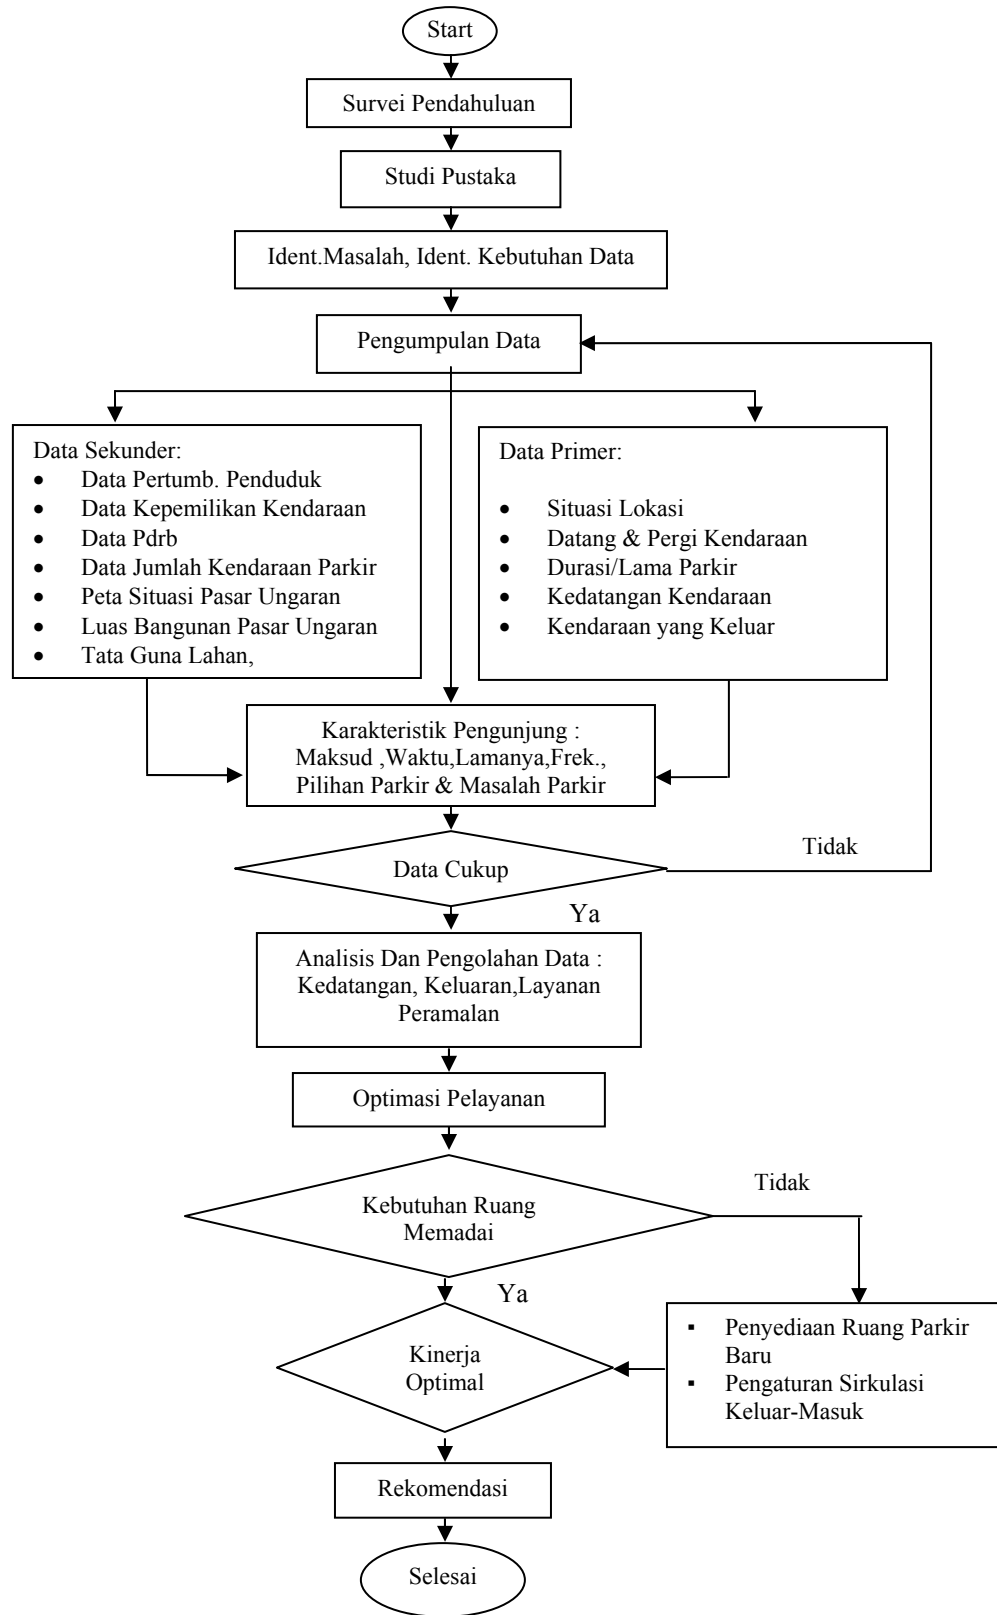 Start
Survei Pendahuluan
Studi Pustaka
Ident.Masalah, Ident. Kebutuhan Data
Pengumpulan Data
Data Sekunder:
• Data Pertumb. Penduduk
• Data Kepemilikan Kendaraan
• Data Pdrb
• Data Jumlah Kendaraan Parkir
• Peta Situasi Pasar Ungaran
• Luas Bangunan Pasar Ungaran
• Tata Guna Lahan,
Data Primer:
• Situasi Lokasi
• Datang & Pergi Kendaraan
• Durasi/Lama Parkir
• Kedatangan Kendaraan
• Kendaraan yang Keluar
Karakteristik Pengunjung :
Maksud ,Waktu,Lamanya,Frek.,
Pilihan Parkir & Masalah Parkir
Data Cukup
Tidak
Ya
Analisis Dan Pengolahan Data :
Kedatangan, Keluaran,Layanan
Peramalan
Optimasi Pelayanan
Kebutuhan Ruang
Memadai
Tidak
Ya
Kinerja
Optimal
▪ Penyediaan Ruang Parkir
Baru
▪ Pengaturan Sirkulasi
Keluar-Masuk
Rekomendasi
Selesai